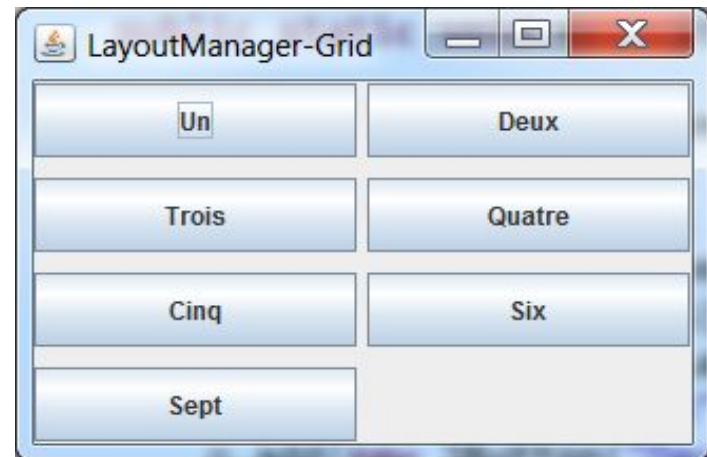 LayoutManager-Grid
Un Deux
Trois Quatre
Cinq Six
Sept